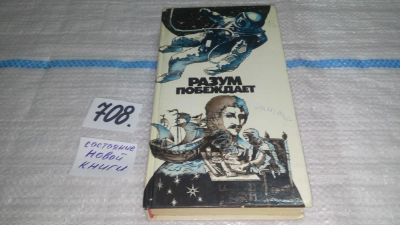 708.
состояние
новой
книги
РАЗУМ
ПОБЕЖДАЕТ